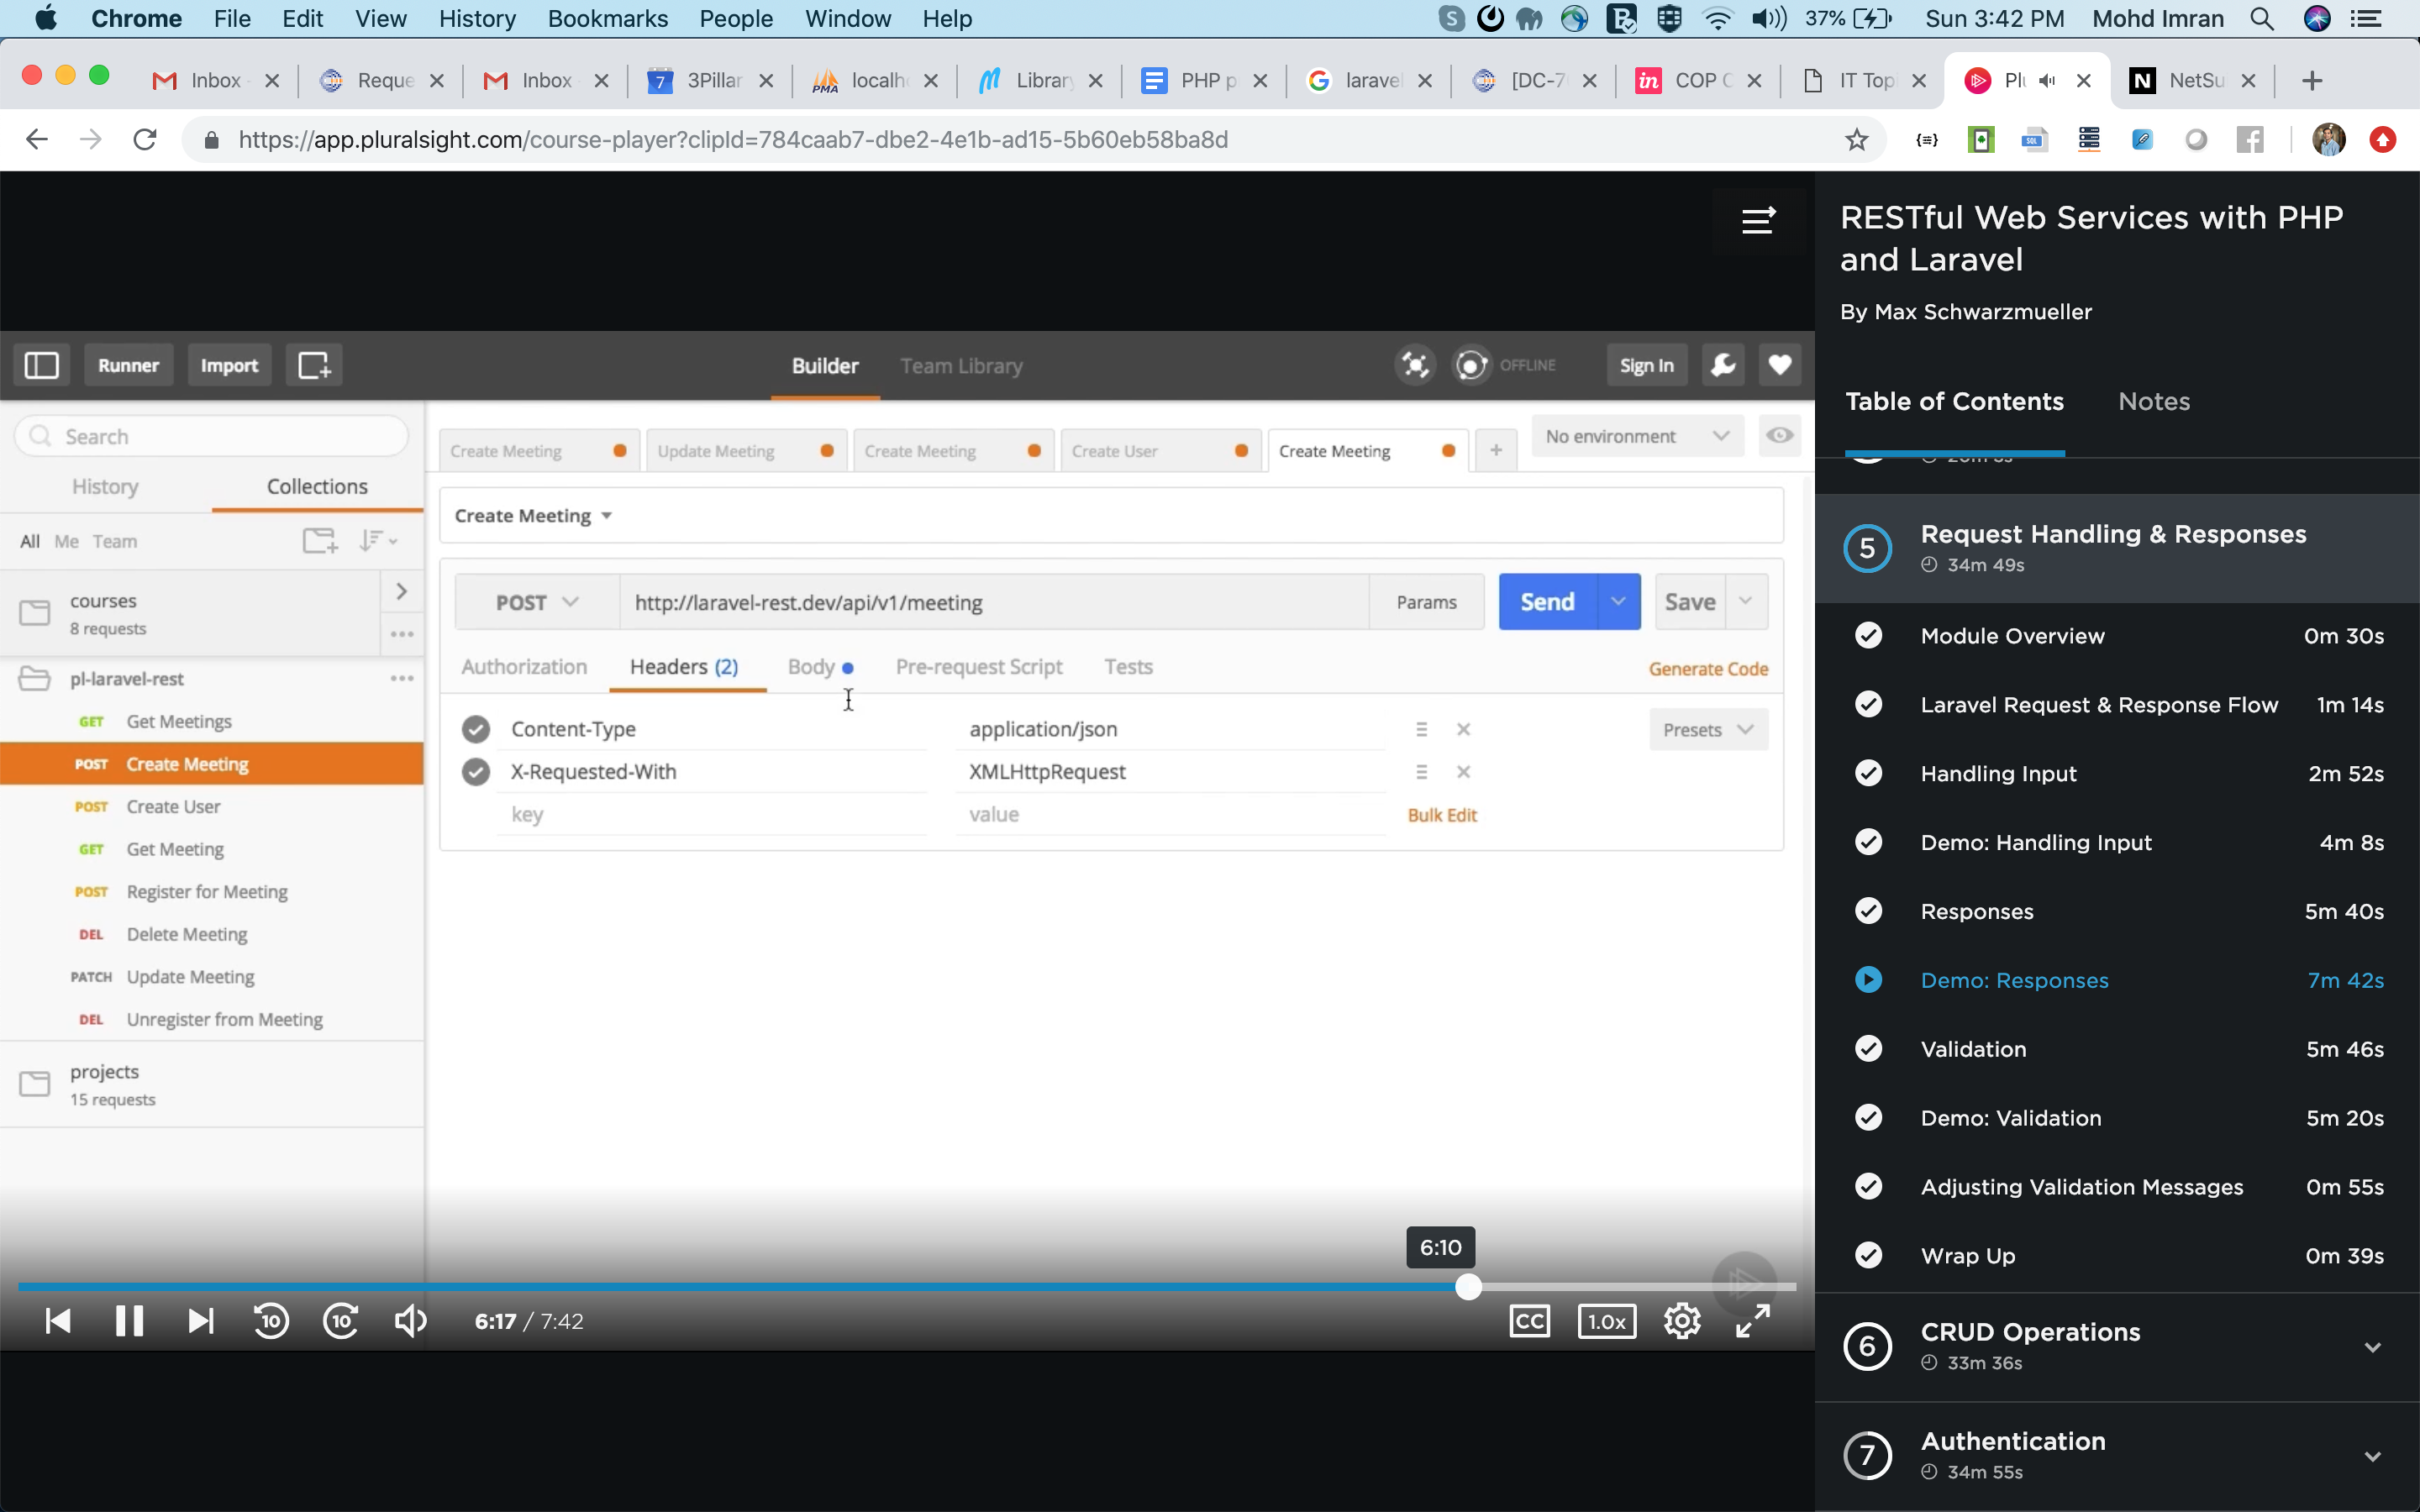 Chrome File Edit View History Bookmarks People Window Help 37% Sun 3:42 PM Mohd Imran
Inbox - Reque Inbox 7 3Pillar PMA localh Library PHP p laravel [DC-7 in COP C IT Top Plu N NetSu
https://app.pluralsight.com/course-player?clipId=784caab7-dbe2-4e1b-ad15-5b60eb58ba8d
RESTful Web Services with PHP
and Laravel
By Max Schwarzmueller
Table of Contents Notes
5 Request Handling & Responses
34m 49s
Module Overview 0m 30s
Laravel Request & Response Flow 1m 14s
Handling Input 2m 52s
Demo: Handling Input 4m 8s
Responses 5m 40s
Demo: Responses 7m 42s
Validation 5m 46s
Demo: Validation 5m 20s
Adjusting Validation Messages 0m 55s
Wrap Up 0m 39s
6 CRUD Operations
33m 36s
7 Authentication
34m 55s
Runner Import Builder Team Library OFFLINE Sign In
Search
History Collections
All Me Team
courses
8 requests
pl-laravel-rest
GET Get Meetings
POST Create Meeting
POST Create User
GET Get Meeting
POST Register for Meeting
DEL Delete Meeting
PATCH Update Meeting
DEL Unregister from Meeting
projects
15 requests
Create Meeting Update Meeting Create Meeting Create User Create Meeting + No environment
Create Meeting
POST http://laravel-rest.dev/api/v1/meeting Params Send Save
Authorization Headers (2) Body Pre-request Script Tests Generate Code
Content-Type application/json Presets
X-Requested-With XMLHttpRequest
key value Bulk Edit
6:10
10 10 6:17 / 7:42 CC 1.0x